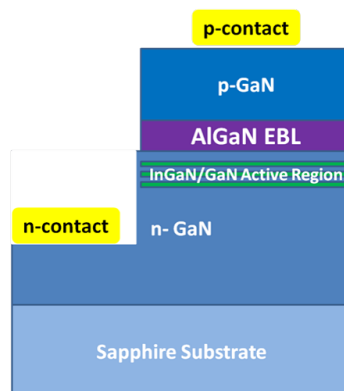 p-contact
p-GaN
AlGaN EBL
InGaN/GaN Active Region
n-contact
n- GaN
Sapphire Substrate